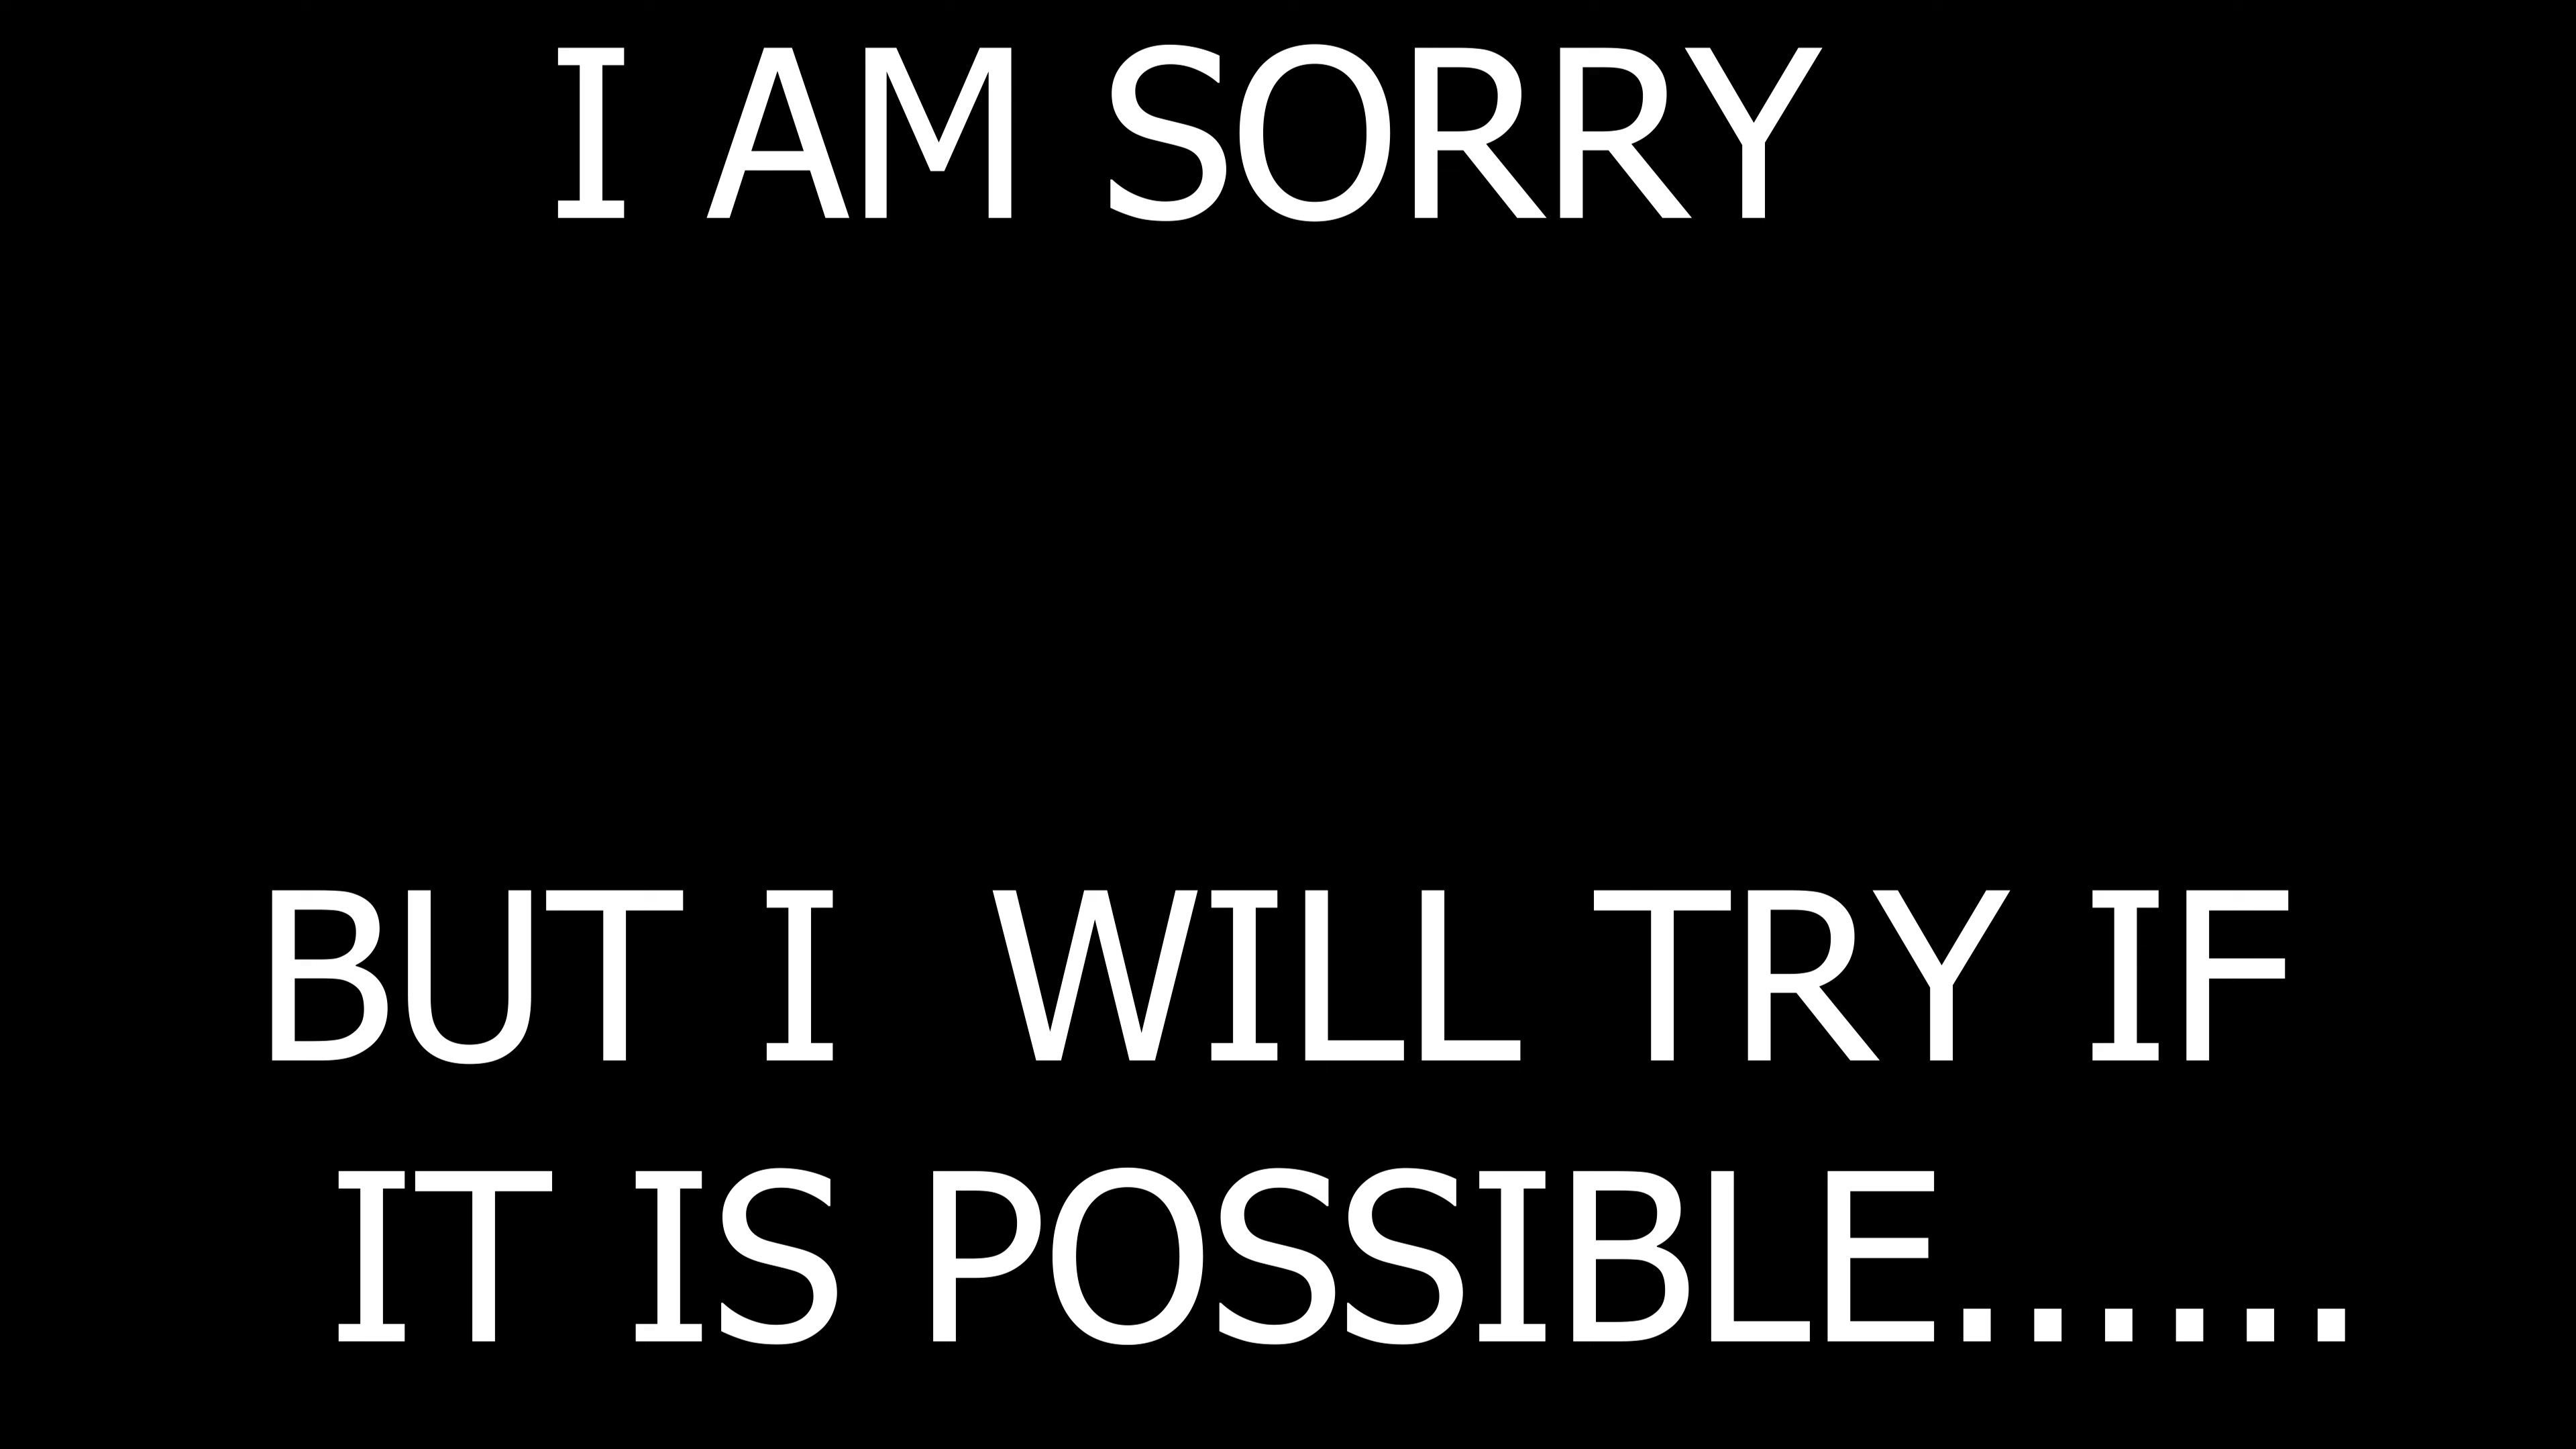 I AM SORRY
BUT I  WILL TRY IF
IT IS POSSIBLE......